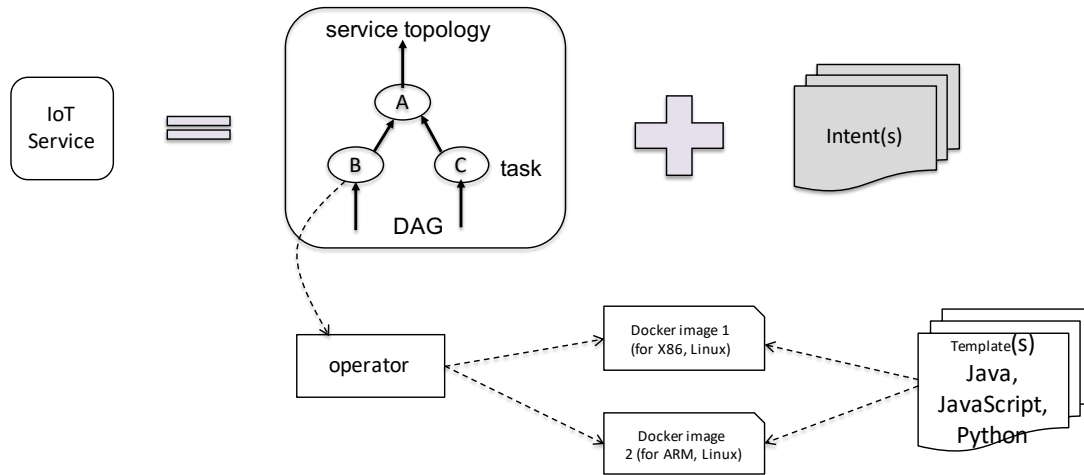 IoT
Service
service topology
A
B
C
task
DAG
Intent(s)
operator
Docker image 1
(for X86, Linux)
Docker image
2 (for ARM, Linux)
Template(s)
Java,
JavaScript,
Python